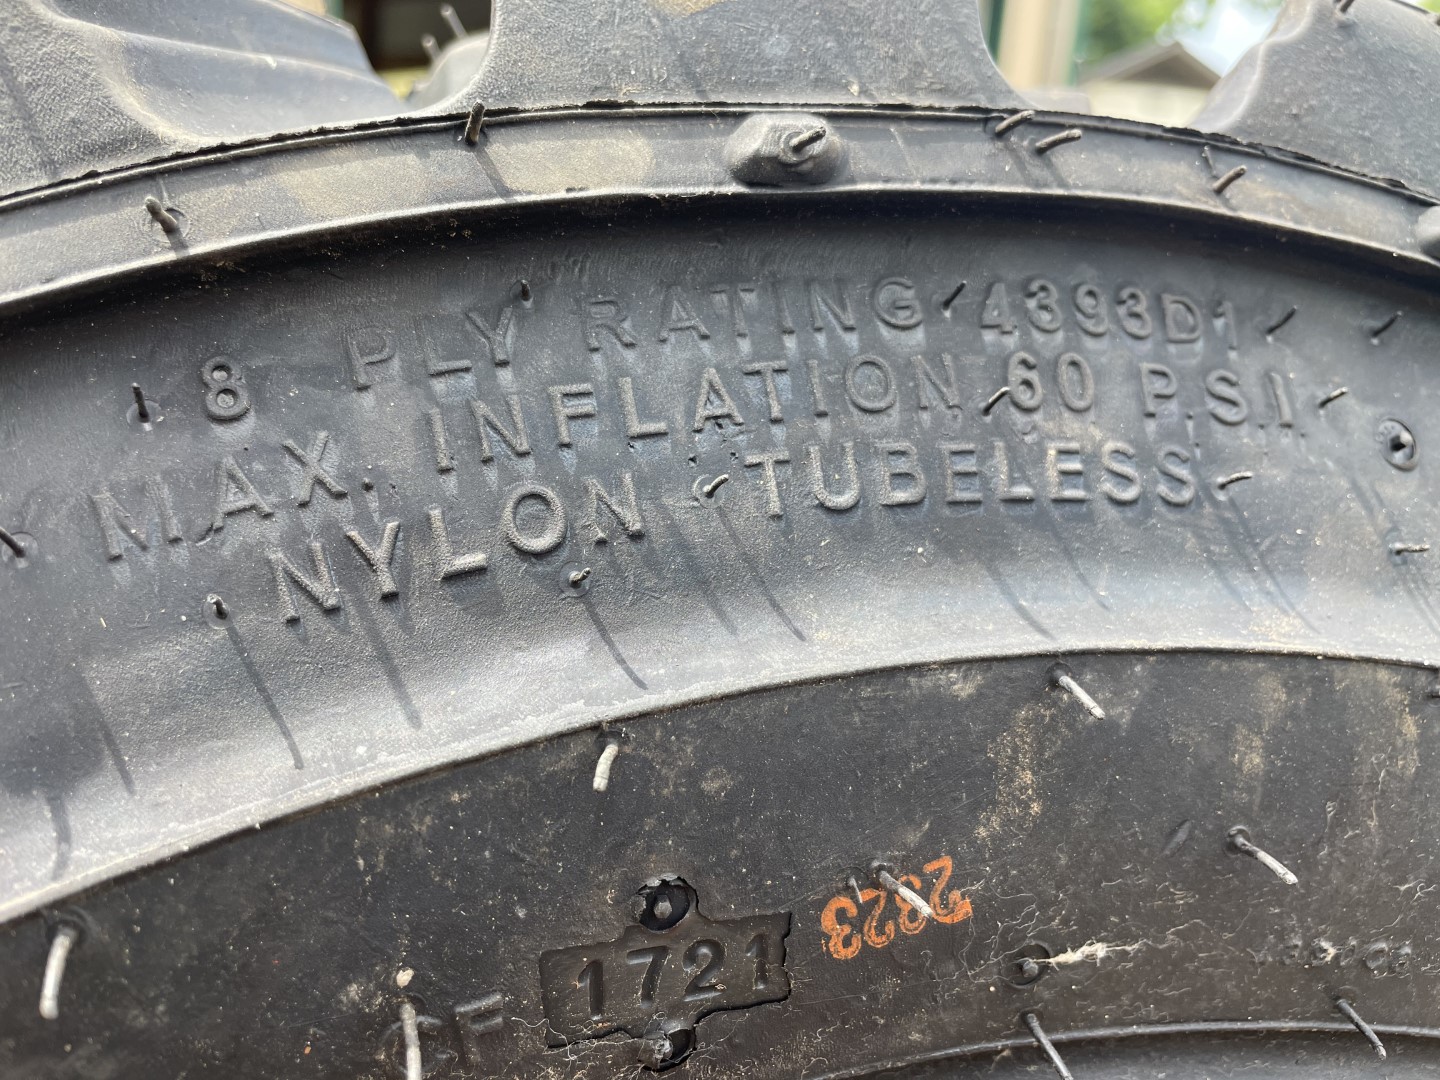 8 PLY RATING 4393D1
MAX. INFLATION 60 P.S.I
NYLON TUBELESS
2323
1721